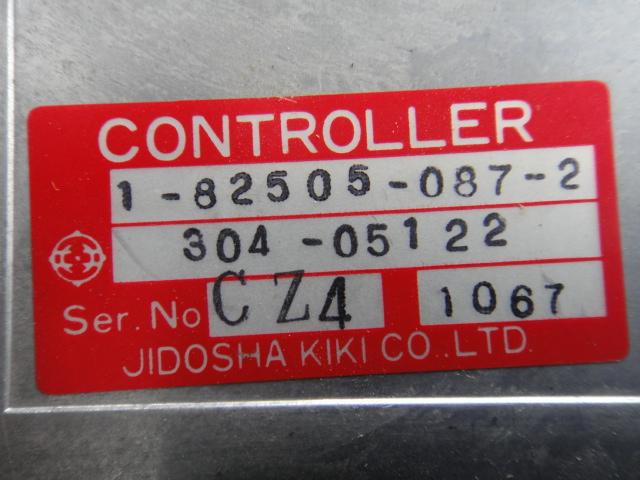 CONTROLLER
1-82505-087-2
304-05122
Ser. No CZ4 1067
JIDOSHA KIKI CO.,LTD.